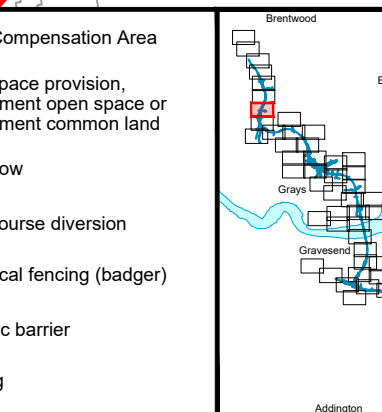 Compensation Area
pace provision,
ment open space or
ment common land
ow
ourse diversion
cal fencing (badger)
c barrier
g
Brentwood
Grays
Gravesend
Addington